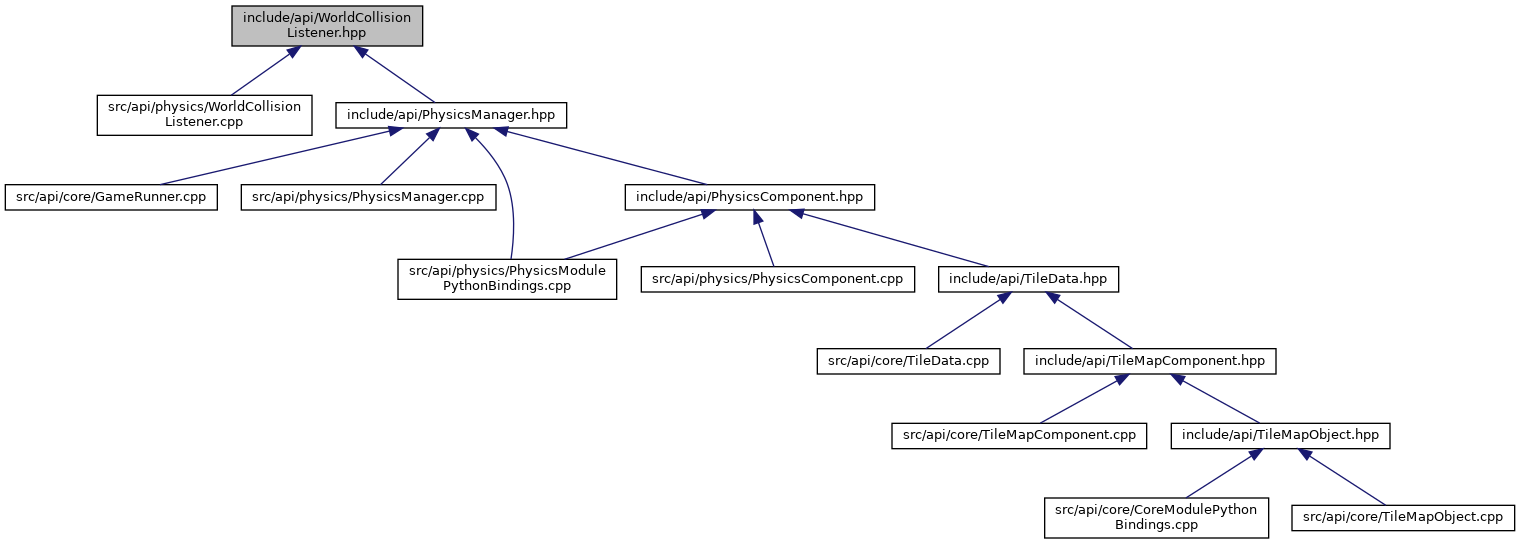 include/api/WorldCollision
Listener.hpp
src/api/physics/WorldCollision
Listener.cpp
include/api/PhysicsManager.hpp
src/api/core/GameRunner.cpp
src/api/physics/PhysicsManager.cpp
include/api/PhysicsComponent.hpp
src/api/physics/PhysicsModule
PythonBindings.cpp
src/api/physics/PhysicsComponent.cpp
include/api/TileData.hpp
src/api/core/TileData.cpp
include/api/TileMapComponent.hpp
src/api/core/TileMapComponent.cpp
include/api/TileMapObject.hpp
src/api/core/CoreModulePython
Bindings.cpp
src/api/core/TileMapObject.cpp